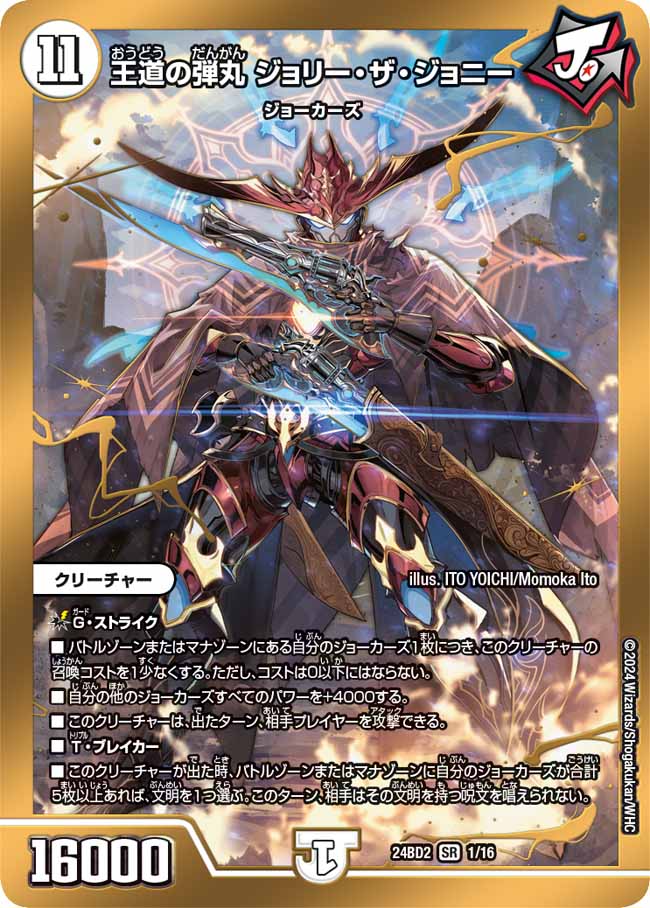 11
王道の弾丸 ジョリー・ザ・ジョニー
おうどう だんがん
ジョーカーズ
J
クリーチャー
illus. ITO YOICHI/Momoka Ito
G・ストライク
ガード
■バトルゾーンまたはマナゾーンにある自分のジョーカーズ1枚につき、このクリーチャーの
召喚コストを1少なくする。ただし、コストは0以下にはならない。
■自分の他のジョーカーズすべてのパワーを+4000する。
■このクリーチャーは、出たターン、相手プレイヤーを攻撃できる。
■T・ブレイカー
■このクリーチャーが出た時、バトルゾーンまたはマナゾーンに自分のジョーカーズが合計
5枚以上あれば、文明を1つ選ぶ。このターン、相手はその文明を持つ呪文を唱えられない。
16000
24BD2 SR 1/16
©2024 Wizards/Shogakukan/WHC